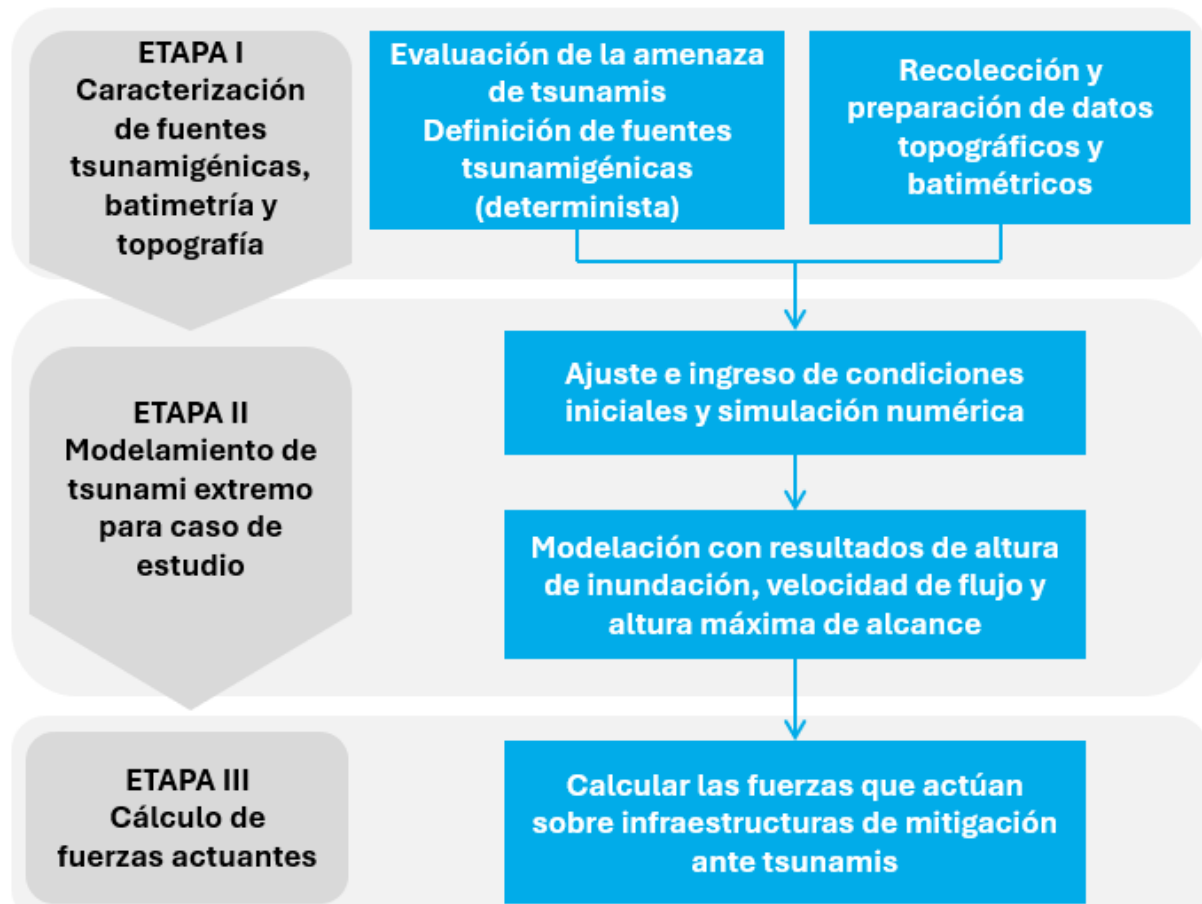 ETAPA I
Caracterización
de fuentes
tsunamigénicas,
batimetría y
topografía
Evaluación de la amenaza
de tsunamis
Definición de fuentes
tsunamigénicas
(determinista)
Recolección y
preparación de datos
topográficos y
batimétricos
ETAPA II
Modelamiento de
tsunami extremo
para caso de
estudio
Ajuste e ingreso de condiciones
iniciales y simulación numérica
Modelación con resultados de altura
de inundación, velocidad de flujo y
altura máxima de alcance
ETAPA III
Cálculo de
fuerzas actuantes
Calcular las fuerzas que actúan
sobre infraestructuras de mitigación
ante tsunamis